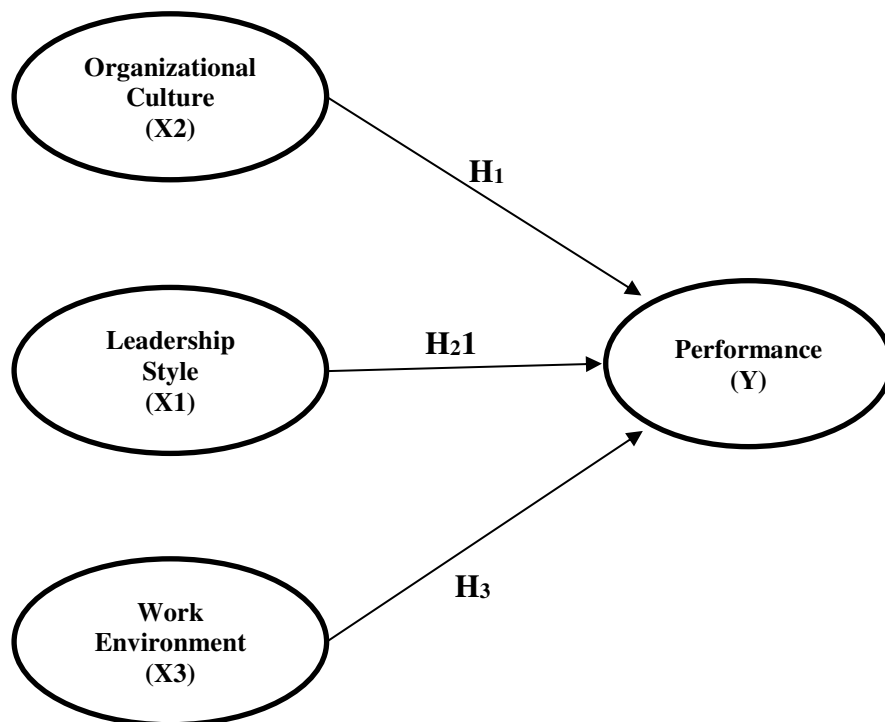 Organizational
Culture
(X2)
H1
Leadership
Style
(X1)
H21
Performance
(Y)
Work
Environment
(X3)
H3